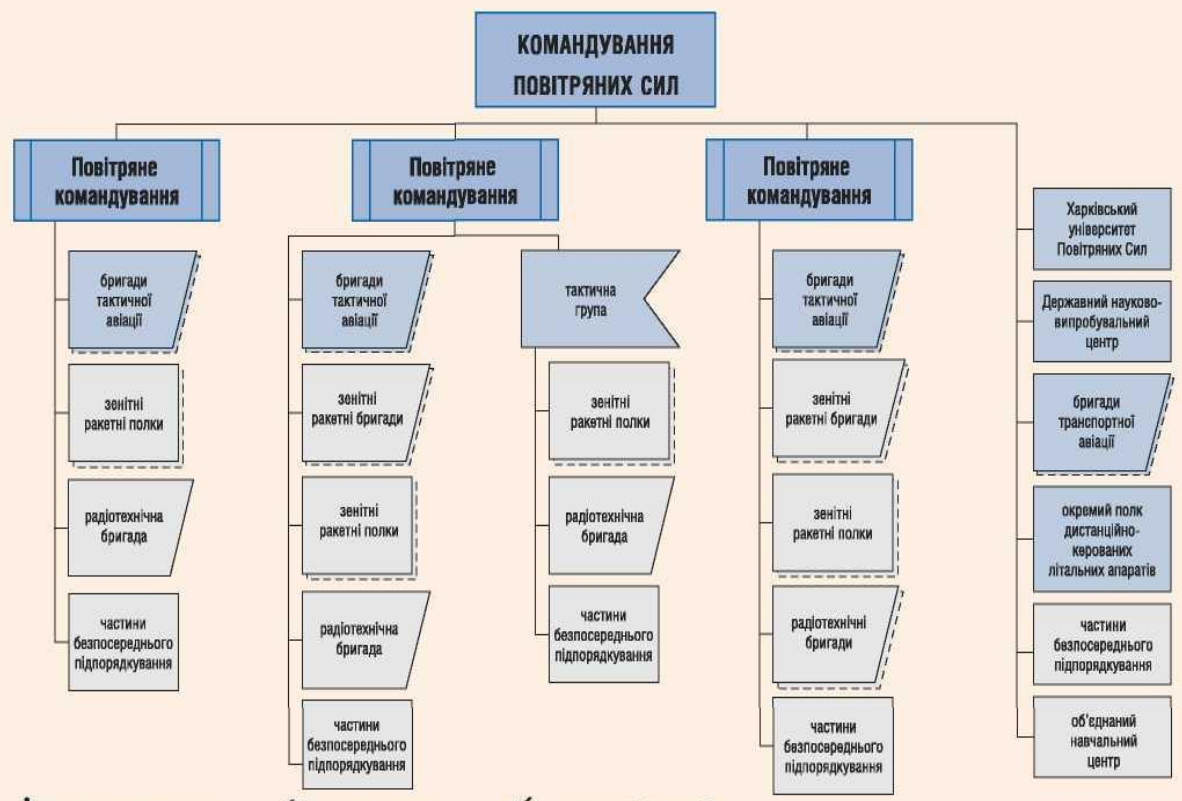 КОМАНДУВАННЯ
ПОВІТРЯНИХ СИЛ
Повітряне
командування
бригади
тактичної
авіації
зенітні
ракетні полки
радіотехнічна
бригада
частини
безпосереднього
підпорядкування
Повітряне
командування
бригади
тактичної
авіації
зенітні
ракетні бригади
зенітні
ракетні полки
радіотехнічна
бригада
частини
безпосереднього
підпорядкування
тактична
група
зенітні
ракетні полки
радіотехнічна
бригада
частини
безпосереднього
підпорядкування
Повітряне
командування
бригади
тактичної
авіації
зенітні
ракетні бригади
зенітні
ракетні полки
радіотехнічні
бригади
частини
безпосереднього
підпорядкування
Харківський
університет
Повітряних Сил
Державний науково-
випробувальний
центр
бригади
транспортної
авіації
окремий полк
дистанційно-
керованих
літальних апаратів
частини
безпосереднього
підпорядкування
об'єднаний
навчальний
центр